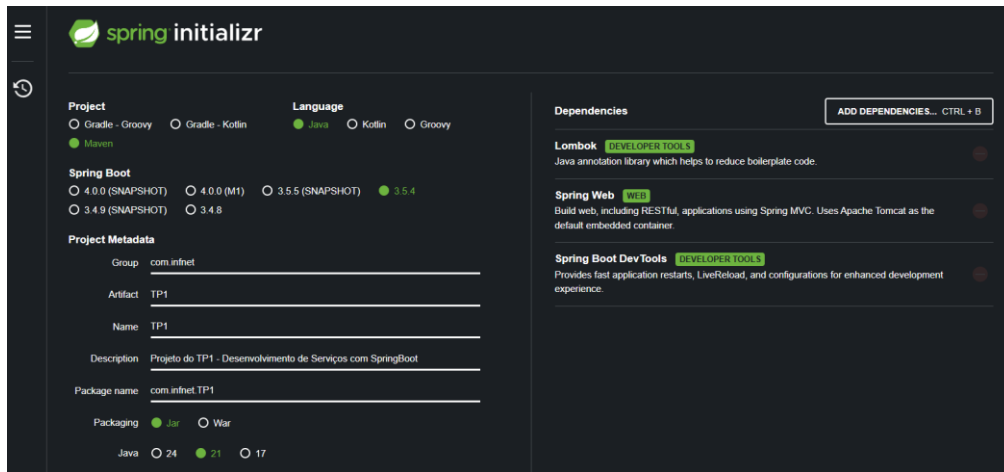 spring initializr
Project
Gradle - Groovy Gradle - Kotlin
Maven
Language
Java Kotlin Groovy
Spring Boot
4.0.0 (SNAPSHOT) 4.0.0 (M1) 3.5.5 (SNAPSHOT) 3.5.4
3.4.9 (SNAPSHOT) 3.4.8
Project Metadata
Group com.infnet
Artifact TP1
Name TP1
Description Projeto do TP1 - Desenvolvimento de Serviços com SpringBoot
Package name com.infnet.TP1
Packaging Jar War
Java 24 21 17
Dependencies ADD DEPENDENCIES... CTRL + B
Lombok DEVELOPER TOOLS
Java annotation library which helps to reduce boilerplate code.
Spring Web WEB
Build web, including RESTful, applications using Spring MVC. Uses Apache Tomcat as the
default embedded container.
Spring Boot DevTools DEVELOPER TOOLS
Provides fast application restarts, LiveReload, and configurations for enhanced development
experience.